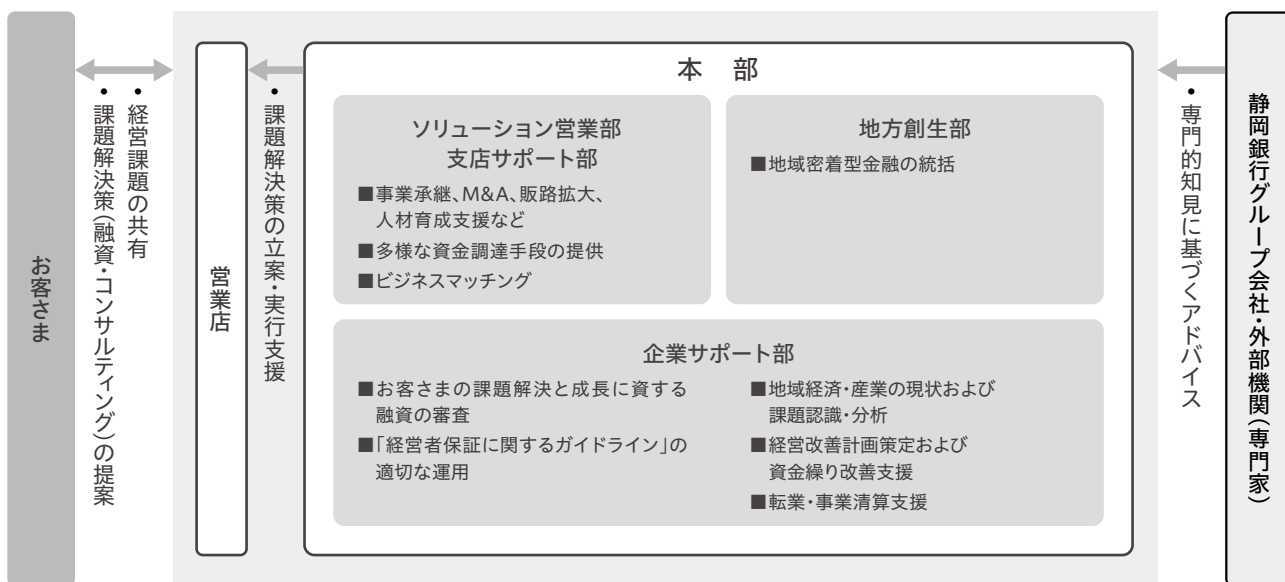 お客さま
・経営課題の共有
・課題解決策(融資・コンサルティング)の提案
営業店
・課題解決策の立案・実行支援
本 部
ソリューション営業部
支店サポート部
■事業承継、M&A、販路拡大、
人材育成支援など
■多様な資金調達手段の提供
■ビジネスマッチング
地方創生部
■地域密着型金融の統括
企業サポート部
■お客さまの課題解決と成長に資する
融資の審査
■「経営者保証に関するガイドライン」の
適切な運用
■地域経済・産業の現状および
課題認識・分析
■経営改善計画策定および
資金繰り改善支援
■転業・事業清算支援
・専門的知見に基づくアドバイス
静岡銀行グループ会社・外部機関(専門家)